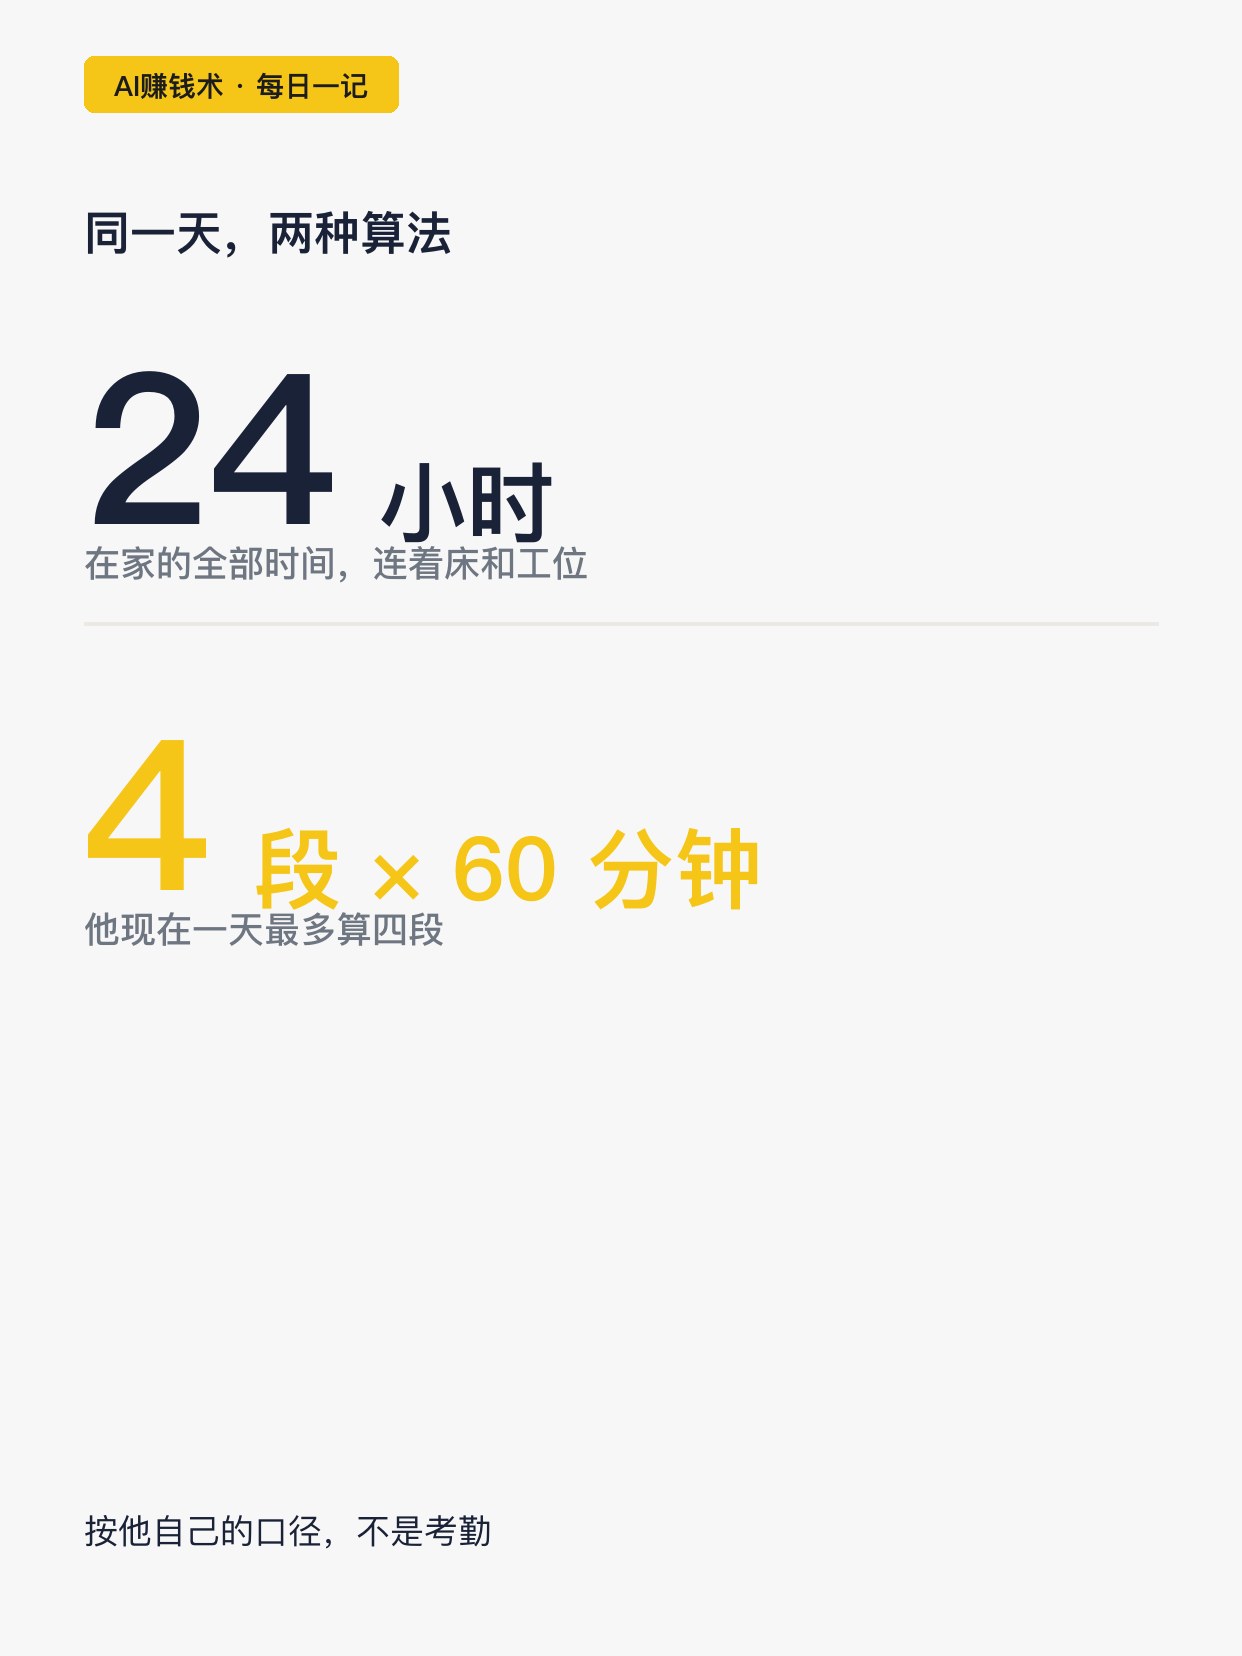 AI赚钱术 · 每日一记
同一天，两种算法
24 小时
在家的全部时间，连着床和工位
4 段 × 60 分钟
他现在一天最多算四段
按他自己的口径，不是考勤